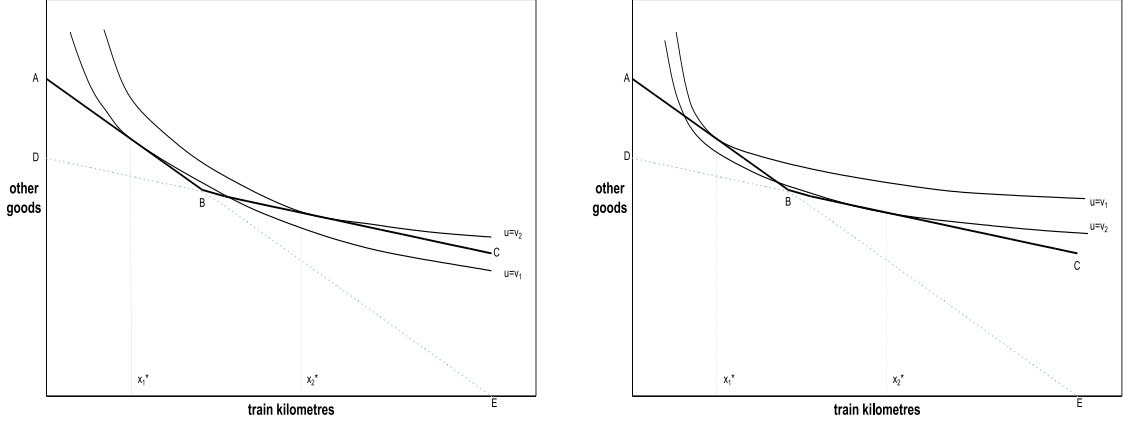 A
D
other
goods
B
u=v₂
C
u=v₁
x₁*
x₂*
E
train kilometres
A
D
other
goods
B
u=v₁
u=v₂
C
x₁*
x₂*
E
train kilometres